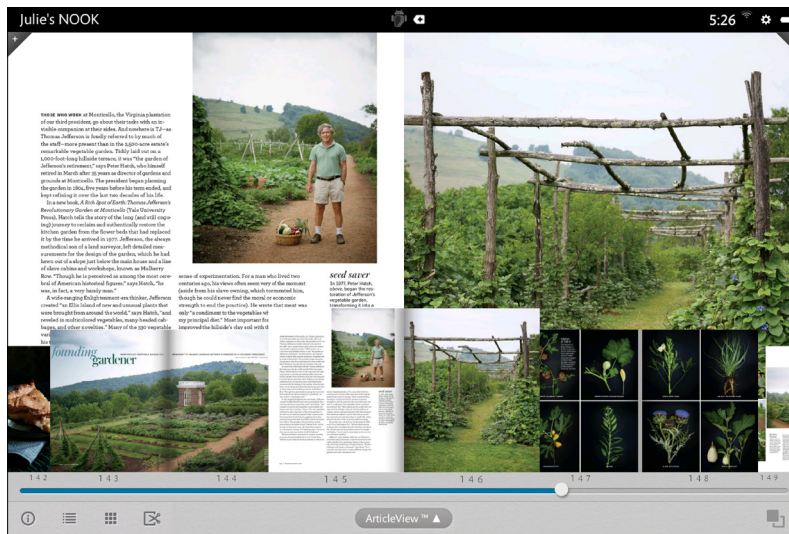 Julie's NOOK
5:26
THOSE WHO WORK at Monticello, the Virginia plantation
of our third president, go about their tasks with an in-
visible companion at their sides. And nowhere is TJ—as
Thomas Jefferson is fondly referred to by much of
the staff—more present than in the 2,500-acre estate's
remarkable vegetable garden. Tidily laid out on a
1,000-foot-long hillside terrace, it was "the garden of
Jefferson's retirement," says Peter Hatch, who himself
retired in March after 35 years as director of gardens and
grounds at Monticello. The president began planning
the garden in 1804, five years before his term ended, and
kept refining it over the last two decades of his life.
In a new book, A Rich Spot of Earth: Thomas Jefferson's
Revolutionary Garden at Monticello (Yale University
Press), Hatch tells the story of the long (and still ongo-
ing) journey to reclaim and authentically restore the
kitchen garden from the flower beds that had replaced
it by the time he arrived in 1977. Jefferson, the always
methodical son of a land surveyor, left detailed mea-
surements for the design of the garden, which he had
hewn out of a slope just below the main house and a line
of slave cabins and workshops, known as Mulberry
Row. "Though he is perceived as among the most cere-
bral of American historical figures," says Hatch, "he
was, in fact, a very handy man."
A wide-ranging Enlightenment-era thinker, Jefferson
created "an Ellis Island of new and unusual plants that
were brought from around the world," says Hatch, "and
reveled in multicolored vegetables, many-headed cab-
bages, and other novelties." Many of the 330 vegetable
sense of experimentation. For a man who lived two
centuries ago, his views often seem very of the moment
(aside from his slave owning, which tormented him,
though he could never find the moral or economic
strength to end the practice). He wrote that meat was
only "a condiment to the vegetables wh
my principal diet." Most important for
improved the hillside's clay soil with t
seed saver
In 1977, Peter Hatch,
above, began the res-
toration of Jefferson's
vegetable garden,
transforming it into a
founding
gardener
142 143 144 145 146 147 148 149
ArticleView ™ ▲